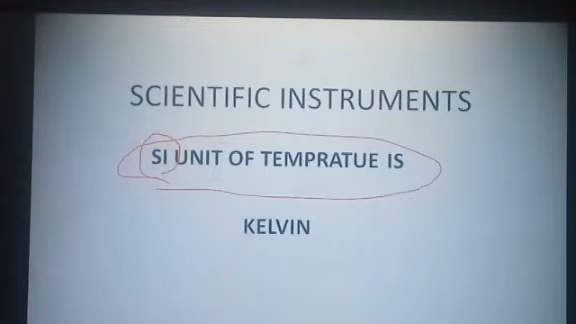 SCIENTIFIC INSTRUMENTS
SI UNIT OF TEMPRATUE IS
KELVIN